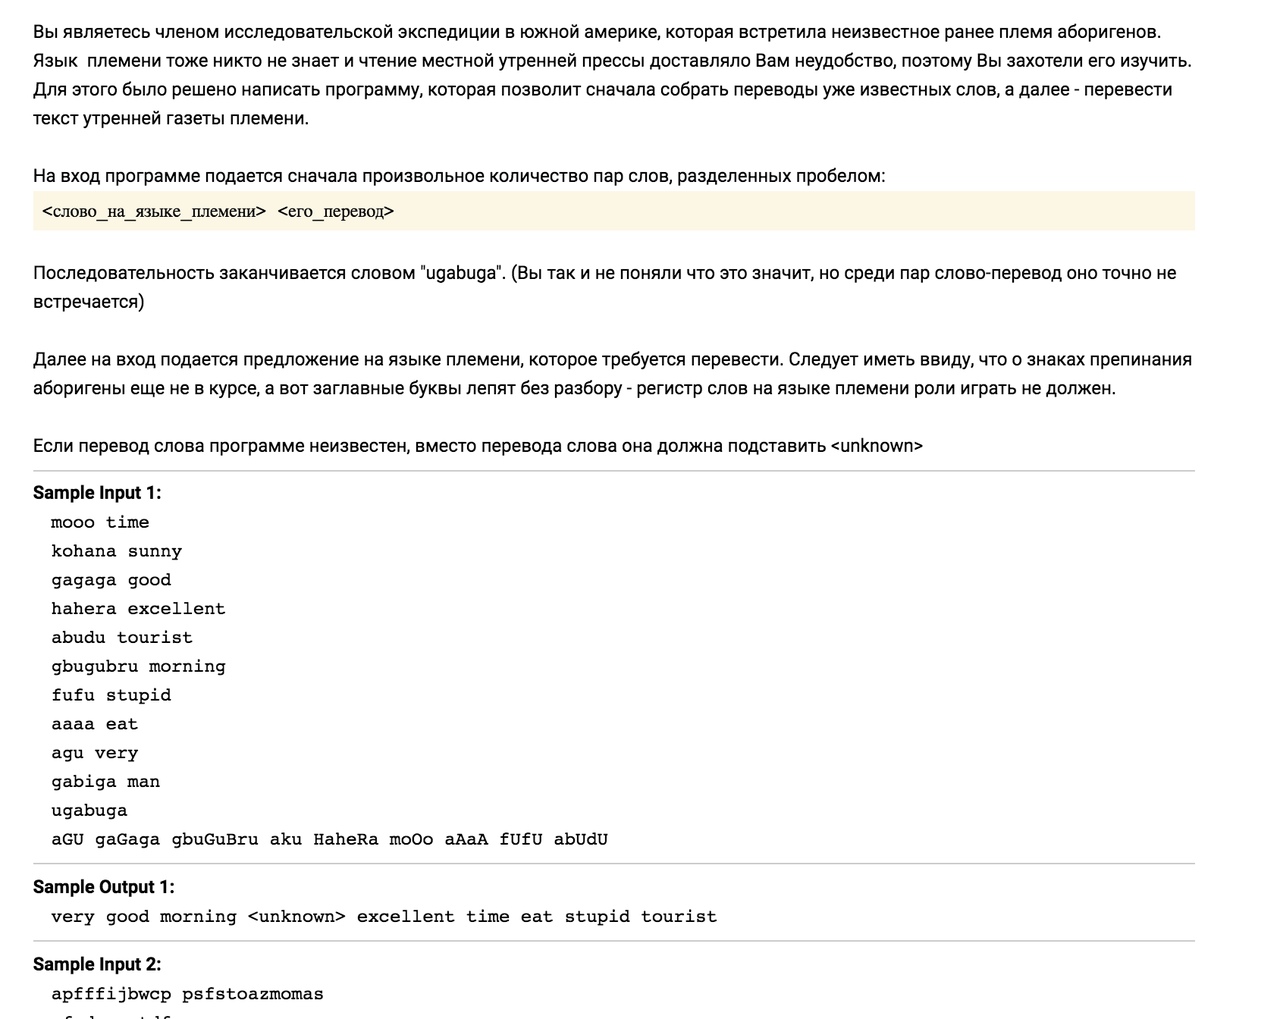 Вы являетесь членом исследовательской экспедиции в южной америке, которая встретила неизвестное ранее племя аборигенов.
Язык племени тоже никто не знает и чтение местной утренней прессы доставляло Вам неудобство, поэтому Вы захотели его изучить.
Для этого было решено написать программу, которая позволит сначала собрать переводы уже известных слов, а далее - перевести
текст утренней газеты племени.
На вход программе подается сначала произвольное количество пар слов, разделенных пробелом:
<слово_на_языке_племени> <его_перевод>
Последовательность заканчивается словом "ugabuga". (Вы так и не поняли что это значит, но среди пар слово-перевод оно точно не
встречается)
Далее на вход подается предложение на языке племени, которое требуется перевести. Следует иметь ввиду, что о знаках препинания
аборигены еще не в курсе, а вот заглавные буквы лепят без разбору - регистр слов на языке племени роли играть не должен.
Если перевод слова программе неизвестен, вместо перевода слова она должна подставить <unknown>
Sample Input 1:
mooo time
kohana sunny
gagaga good
hahera excellent
abudu tourist
gbugubru morning
fufu stupid
aaaa eat
agu very
gabiga man
ugabuga
aGU gaGaga gbuGuBru aku HaheRa moOo aAaA fUfU abUdU
Sample Output 1:
very good morning <unknown> excellent time eat stupid tourist
Sample Input 2:
apfffijbwcp psfstoazmomas